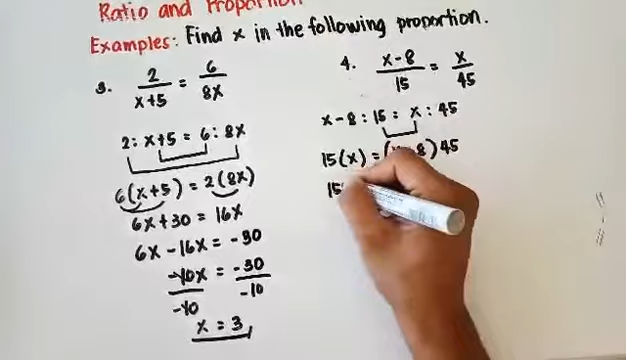 Ratio and Proportion
Examples: Find x in the following proportion.
3. 2/x+5 = 6/8x
2 : x+5 = 6 : 8x
6(x+5) = 2(8x)
6x+30 = 16x
6x-16x = -30
-10x/-10 = -30/-10
x = 3
4. x-8/15 = x/45
x-8 : 15 = x : 45
15(x) = (x-8)45
15